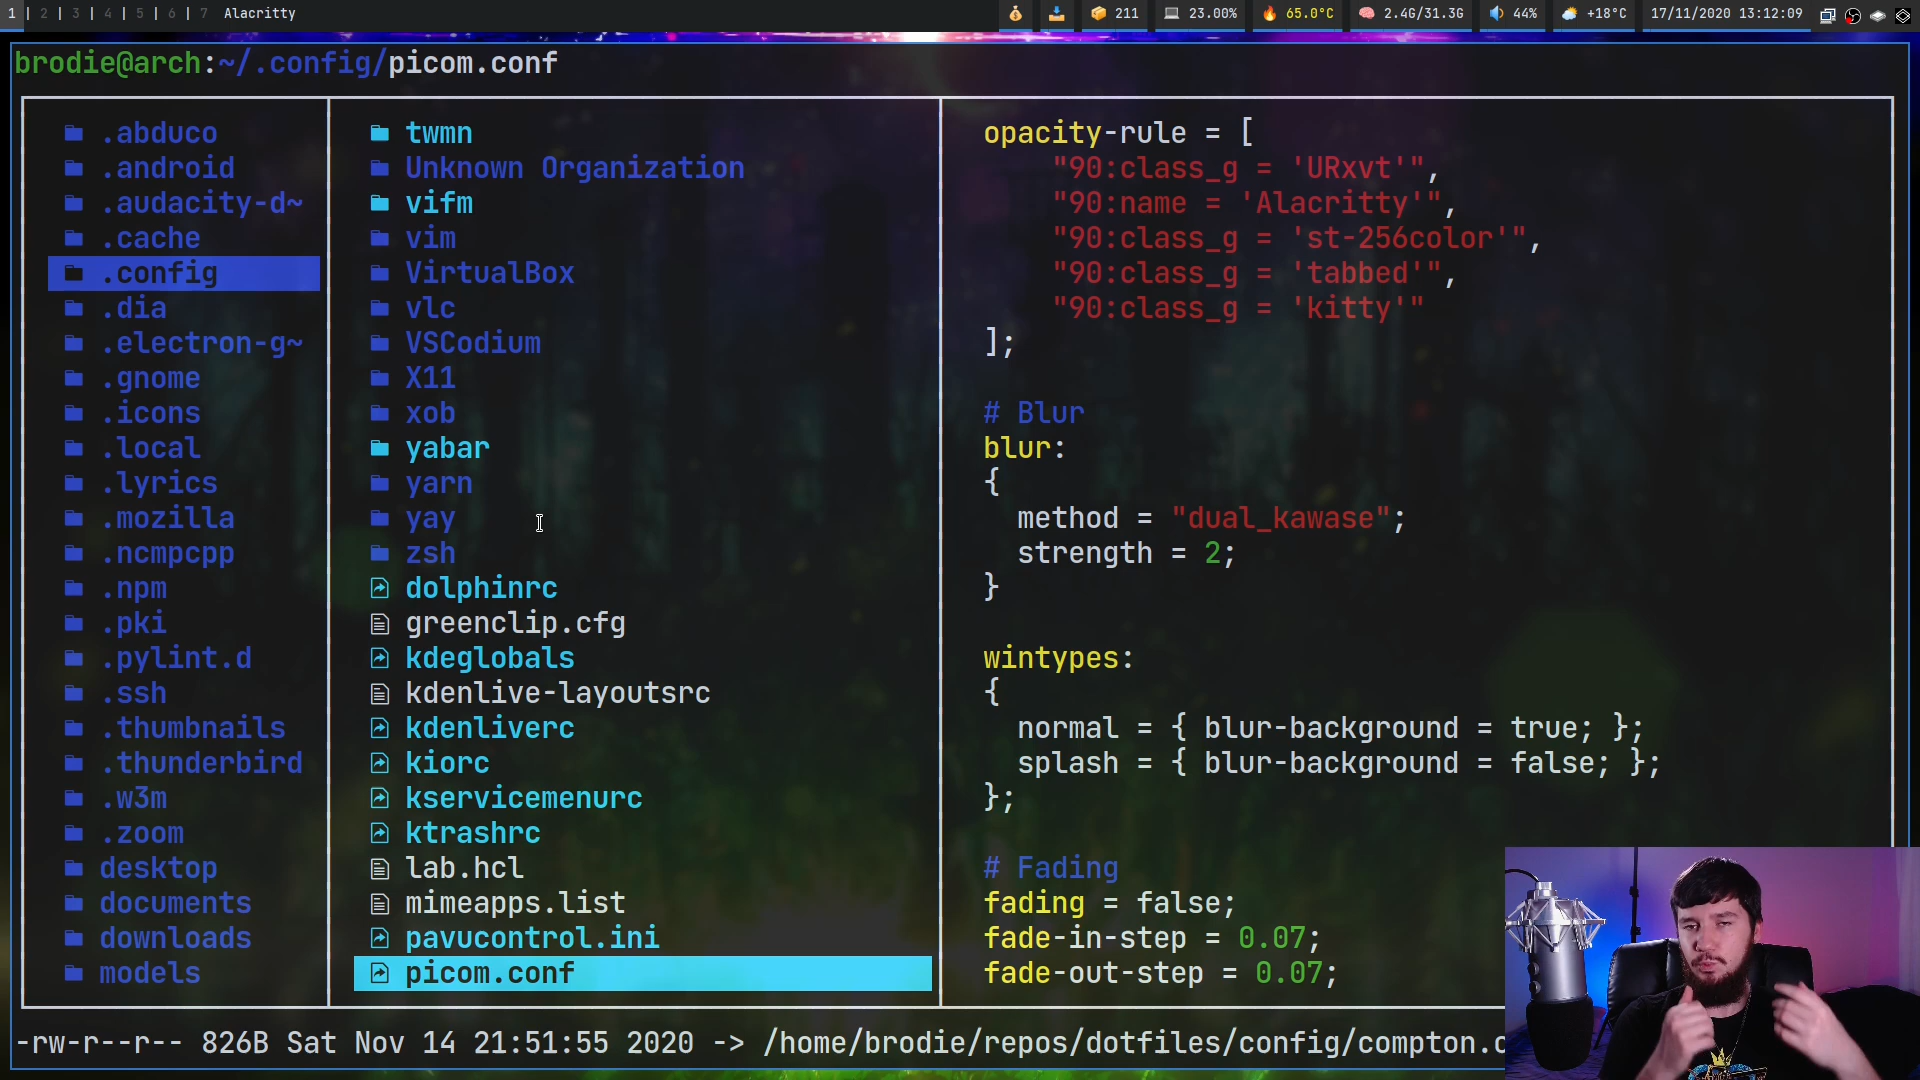 1 | 2 | 3 | 4 | 5 | 6 | 7 Alacritty 211 23.00% 65.0°C 2.4G/31.3G 44% +18°C 17/11/2020 13:12:09
brodie@arch:~/.config/picom.conf
.abduco
.android
.audacity-d~
.cache
.config
.dia
.electron-g~
.gnome
.icons
.local
.lyrics
.mozilla
.ncmpcpp
.npm
.pki
.pylint.d
.ssh
.thumbnails
.thunderbird
.w3m
.zoom
desktop
documents
downloads
models
twmn
Unknown Organization
vifm
vim
VirtualBox
vlc
VSCodium
X11
xob
yabar
yarn
yay
zsh
dolphinrc
greenclip.cfg
kdeglobals
kdenlive-layoutsrc
kdenliverc
kiorc
kservicemenurc
ktrashrc
lab.hcl
mimeapps.list
pavucontrol.ini
picom.conf
opacity-rule = [
"90:class_g = 'URxvt'",
"90:name = 'Alacritty'",
"90:class_g = 'st-256color'",
"90:class_g = 'tabbed'",
"90:class_g = 'kitty'"
];
# Blur
blur:
{
method = "dual_kawase";
strength = 2;
}
wintypes:
{
normal = { blur-background = true; };
splash = { blur-background = false; };
};
# Fading
fading = false;
fade-in-step = 0.07;
fade-out-step = 0.07;
-rw-r--r-- 826B Sat Nov 14 21:51:55 2020 -> /home/brodie/repos/dotfiles/config/compton.c